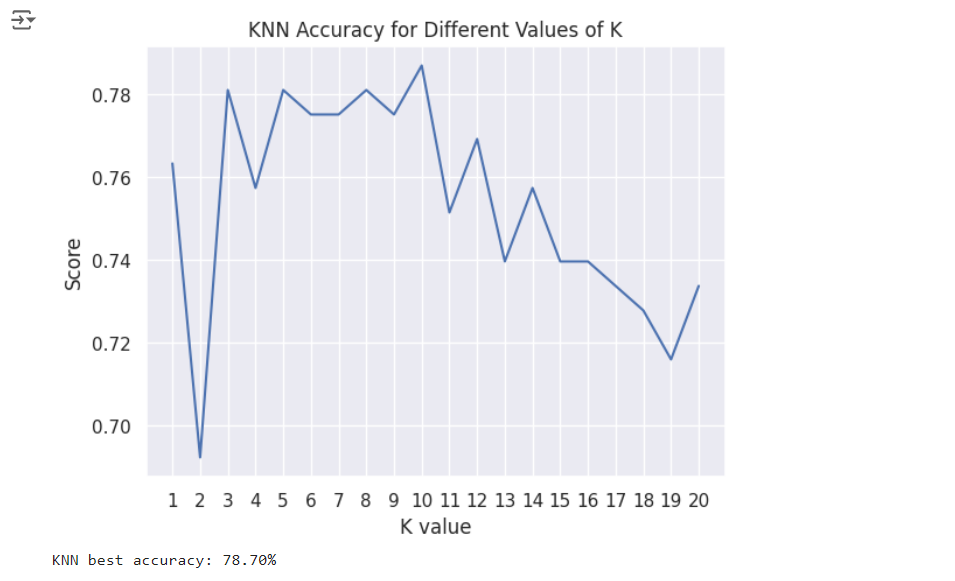 KNN Accuracy for Different Values of K
0.78
0.76
0.74
0.72
0.70
Score
1 2 3 4 5 6 7 8 9 10 11 12 13 14 15 16 17 18 19 20
K value
KNN best accuracy: 78.70%